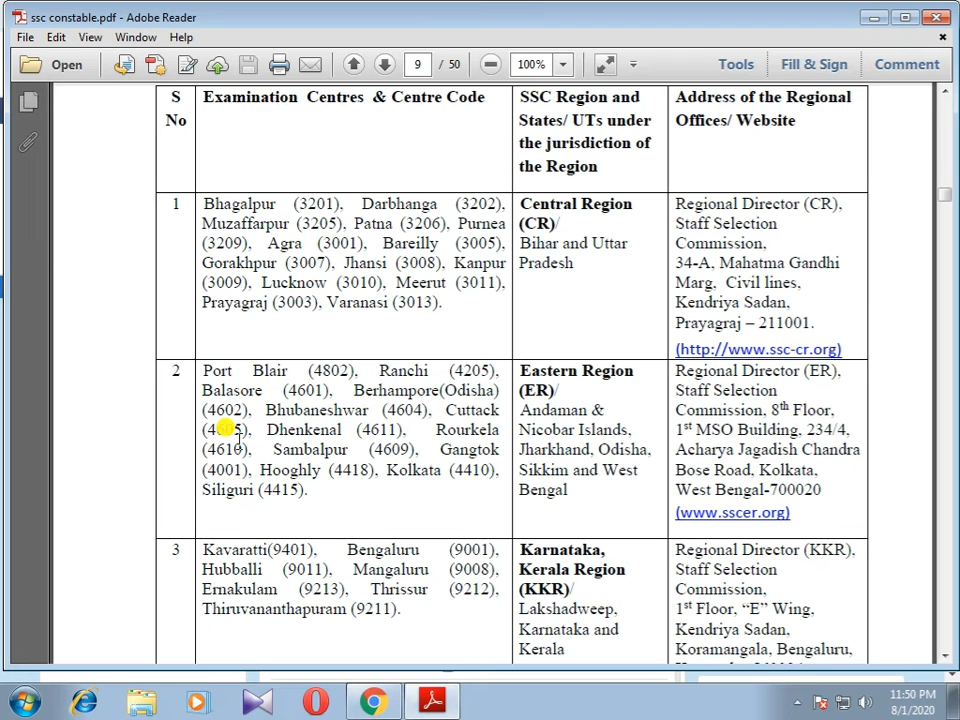 ssc constable.pdf - Adobe Reader
File Edit View Window Help
Open 9 / 50 100% Tools Fill & Sign Comment
S No
Examination Centres & Centre Code
SSC Region and
States/ UTs under
the jurisdiction of
the Region
Address of the Regional
Offices/ Website
1
Bhagalpur (3201), Darbhanga (3202),
Muzaffarpur (3205), Patna (3206), Purnea
(3209), Agra (3001), Bareilly (3005),
Gorakhpur (3007), Jhansi (3008), Kanpur
(3009), Lucknow (3010), Meerut (3011),
Prayagraj (3003), Varanasi (3013).
Central Region
(CR)/
Bihar and Uttar
Pradesh
Regional Director (CR),
Staff Selection
Commission,
34-A, Mahatma Gandhi
Marg, Civil lines,
Kendriya Sadan,
Prayagraj – 211001.
(http://www.ssc-cr.org)
2
Port Blair (4802), Ranchi (4205),
Balasore (4601), Berhampore(Odisha)
(4602), Bhubaneshwar (4604), Cuttack
(4605), Dhenkenal (4611), Rourkela
(4610), Sambalpur (4609), Gangtok
(4001), Hooghly (4418), Kolkata (4410),
Siliguri (4415).
Eastern Region
(ER)/
Andaman &
Nicobar Islands,
Jharkhand, Odisha,
Sikkim and West
Bengal
Regional Director (ER),
Staff Selection
Commission, 8th Floor,
1st MSO Building, 234/4,
Acharya Jagadish Chandra
Bose Road, Kolkata,
West Bengal-700020
(www.sscer.org)
3
Kavaratti(9401), Bengaluru (9001),
Hubballi (9011), Mangaluru (9008),
Ernakulam (9213), Thrissur (9212),
Thiruvananthapuram (9211).
Karnataka,
Kerala Region
(KKR)/
Lakshadweep,
Karnataka and
Kerala
Regional Director (KKR),
Staff Selection
Commission,
1st Floor, “E” Wing,
Kendriya Sadan,
Koramangala, Bengaluru,
11:50 PM
8/1/2020